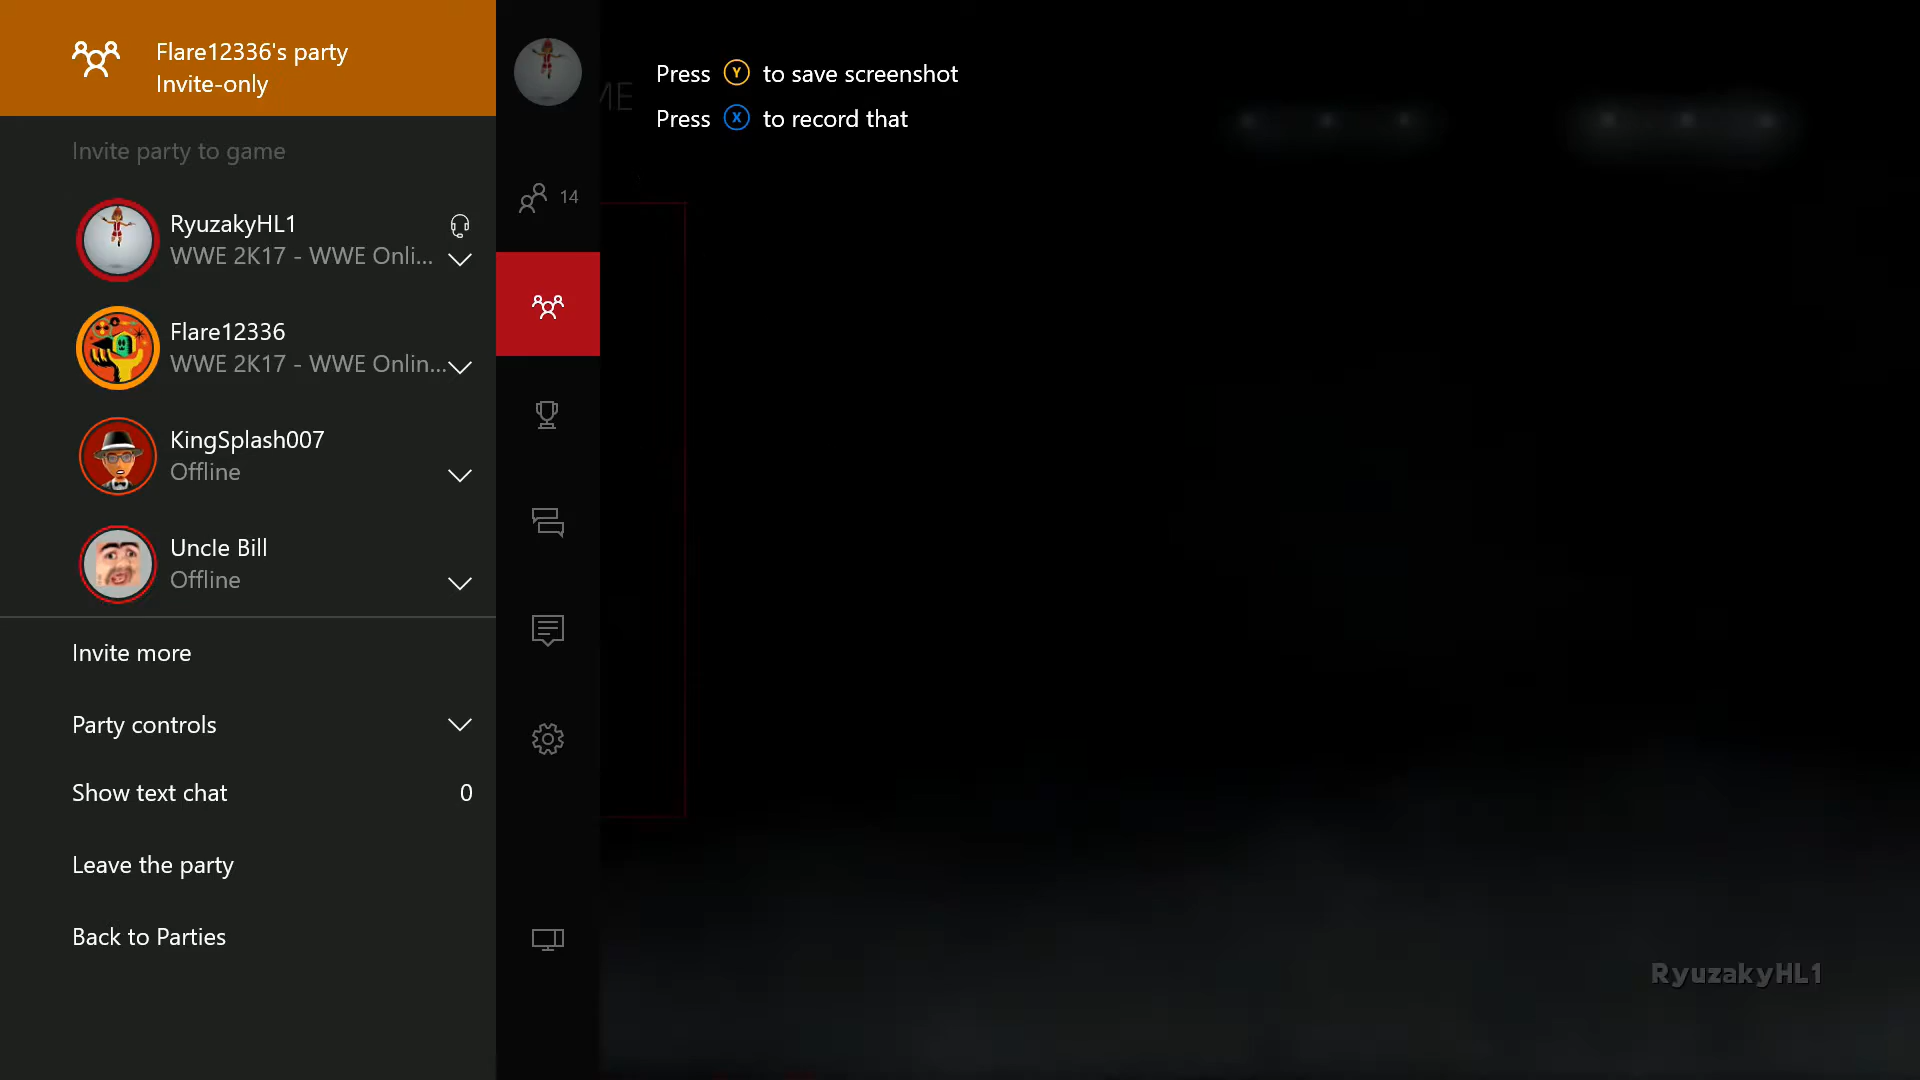 Flare12336's party
Invite-only
Invite party to game
RyuzakyHL1
WWE 2K17 - WWE Onli...
Flare12336
WWE 2K17 - WWE Onlin...
KingSplash007
Offline
Uncle Bill
Offline
Invite more
Party controls
Show text chat 0
Leave the party
Back to Parties
14
Press Y to save screenshot
Press X to record that
RyuzakyHL1